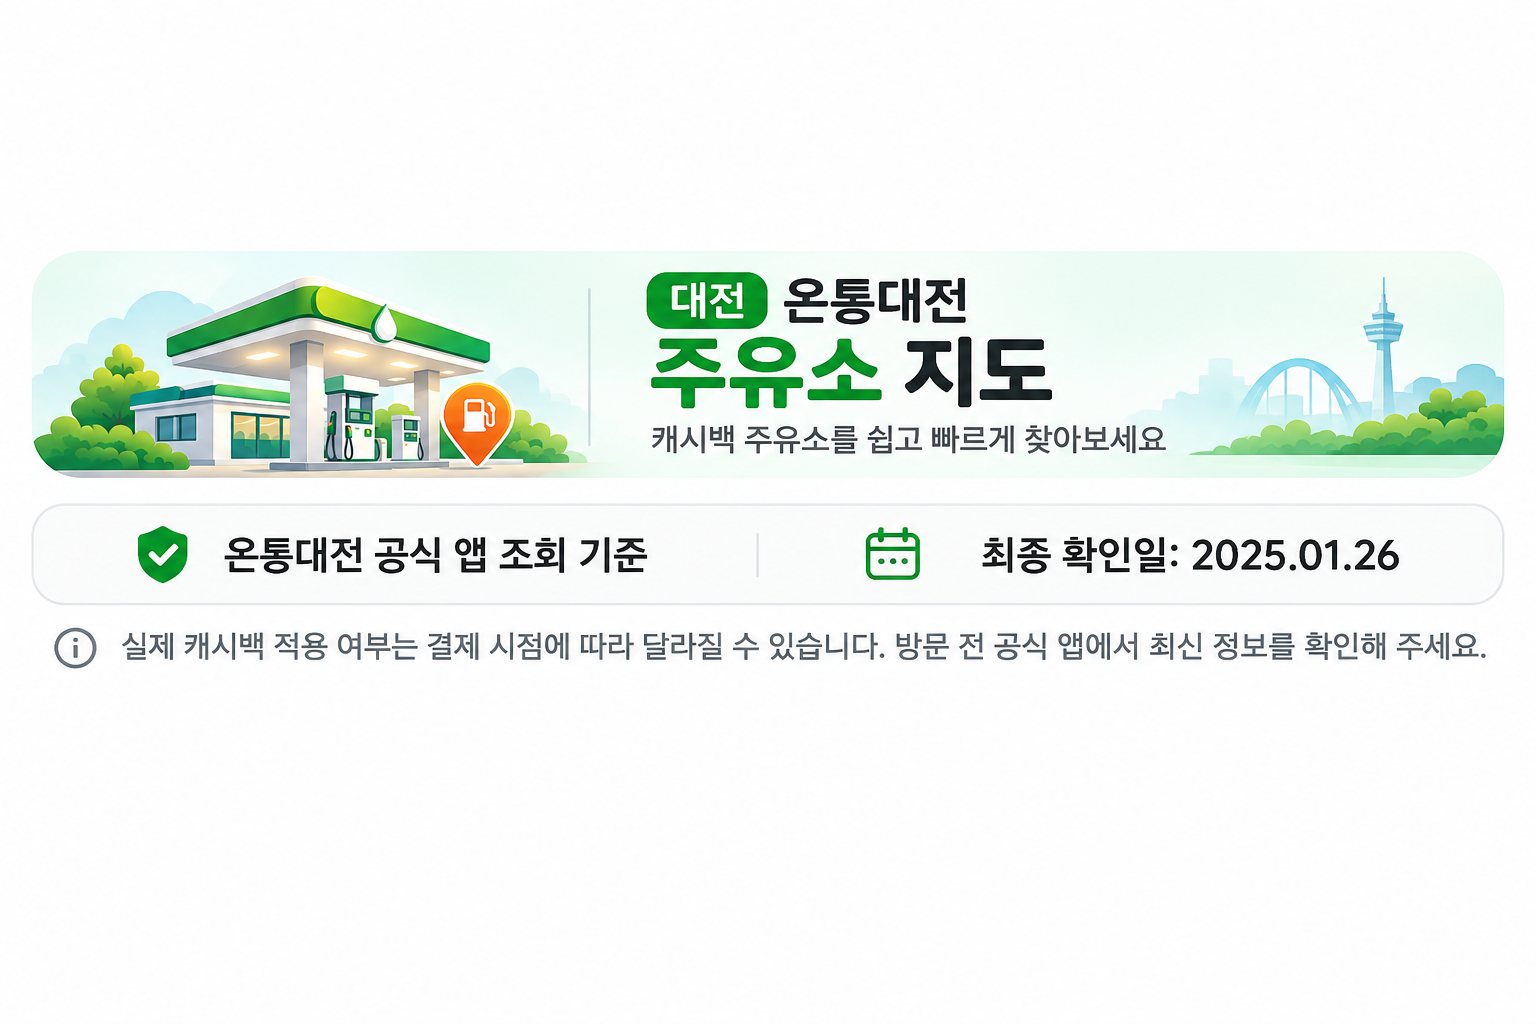 대전 온통대전
주유소 지도
캐시백 주유소를 쉽고 빠르게 찾아보세요
온통대전 공식 앱 조회 기준
최종 확인일: 2025.01.26
실제 캐시백 적용 여부는 결제 시점에 따라 달라질 수 있습니다. 방문 전 공식 앱에서 최신 정보를 확인해 주세요.